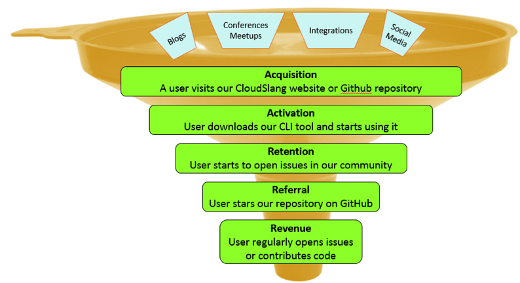 Blogs
Conferences
Meetups
Integrations
Social
Media
Acquisition
A user visits our CloudSlang website or Github repository
Activation
User downloads our CLI tool and starts using it
Retention
User starts to open issues in our community
Referral
User stars our repository on GitHub
Revenue
User regularly opens issues
or contributes code